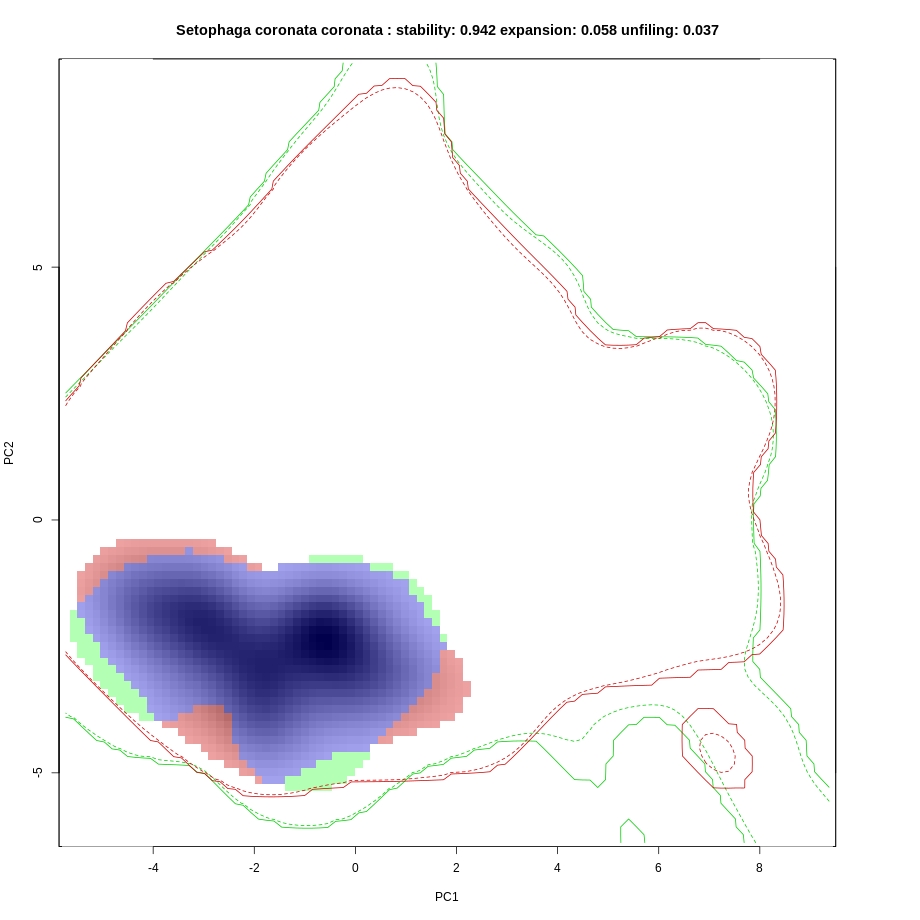 Setophaga coronata coronata : stability: 0.942 expansion: 0.058 unfiling: 0.037
5
PC2
0
-5
-4 -2 0 2 4 6 8
PC1